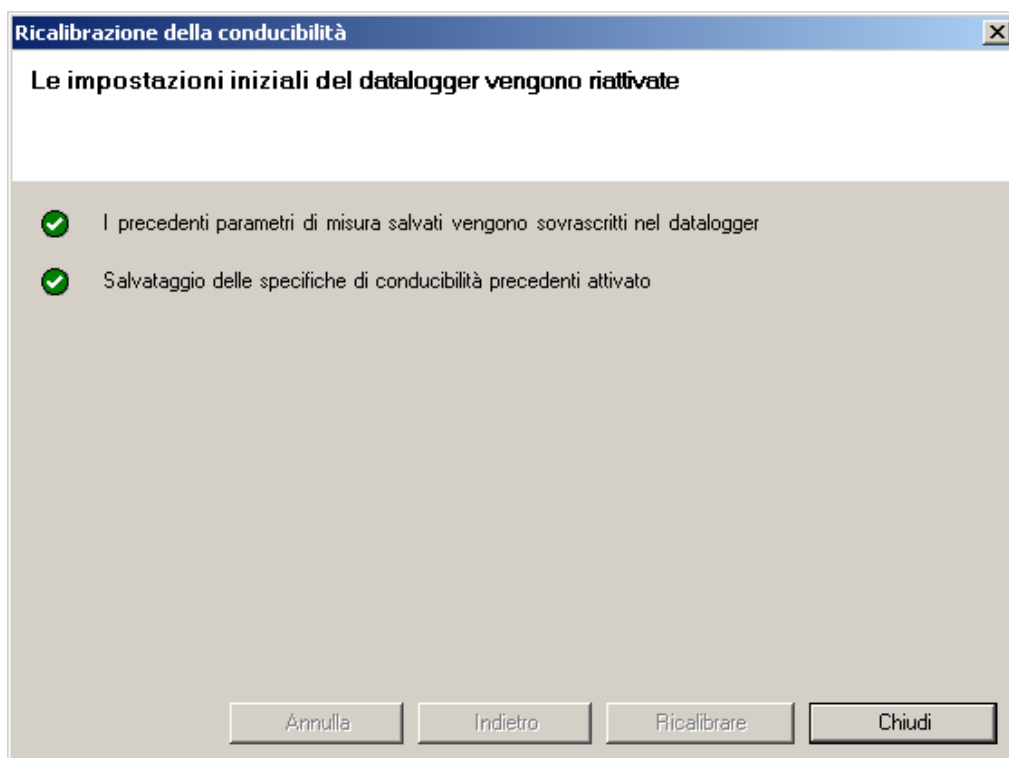 Ricalibrazione della conducibilità
Le impostazioni iniziali del datalogger vengono riattivate
I precedenti parametri di misura salvati vengono sovrascritti nel datalogger
Salvataggio delle specifiche di conducibilità precedenti attivato
Annulla
Indietro
Ricalibrare
Chiudi